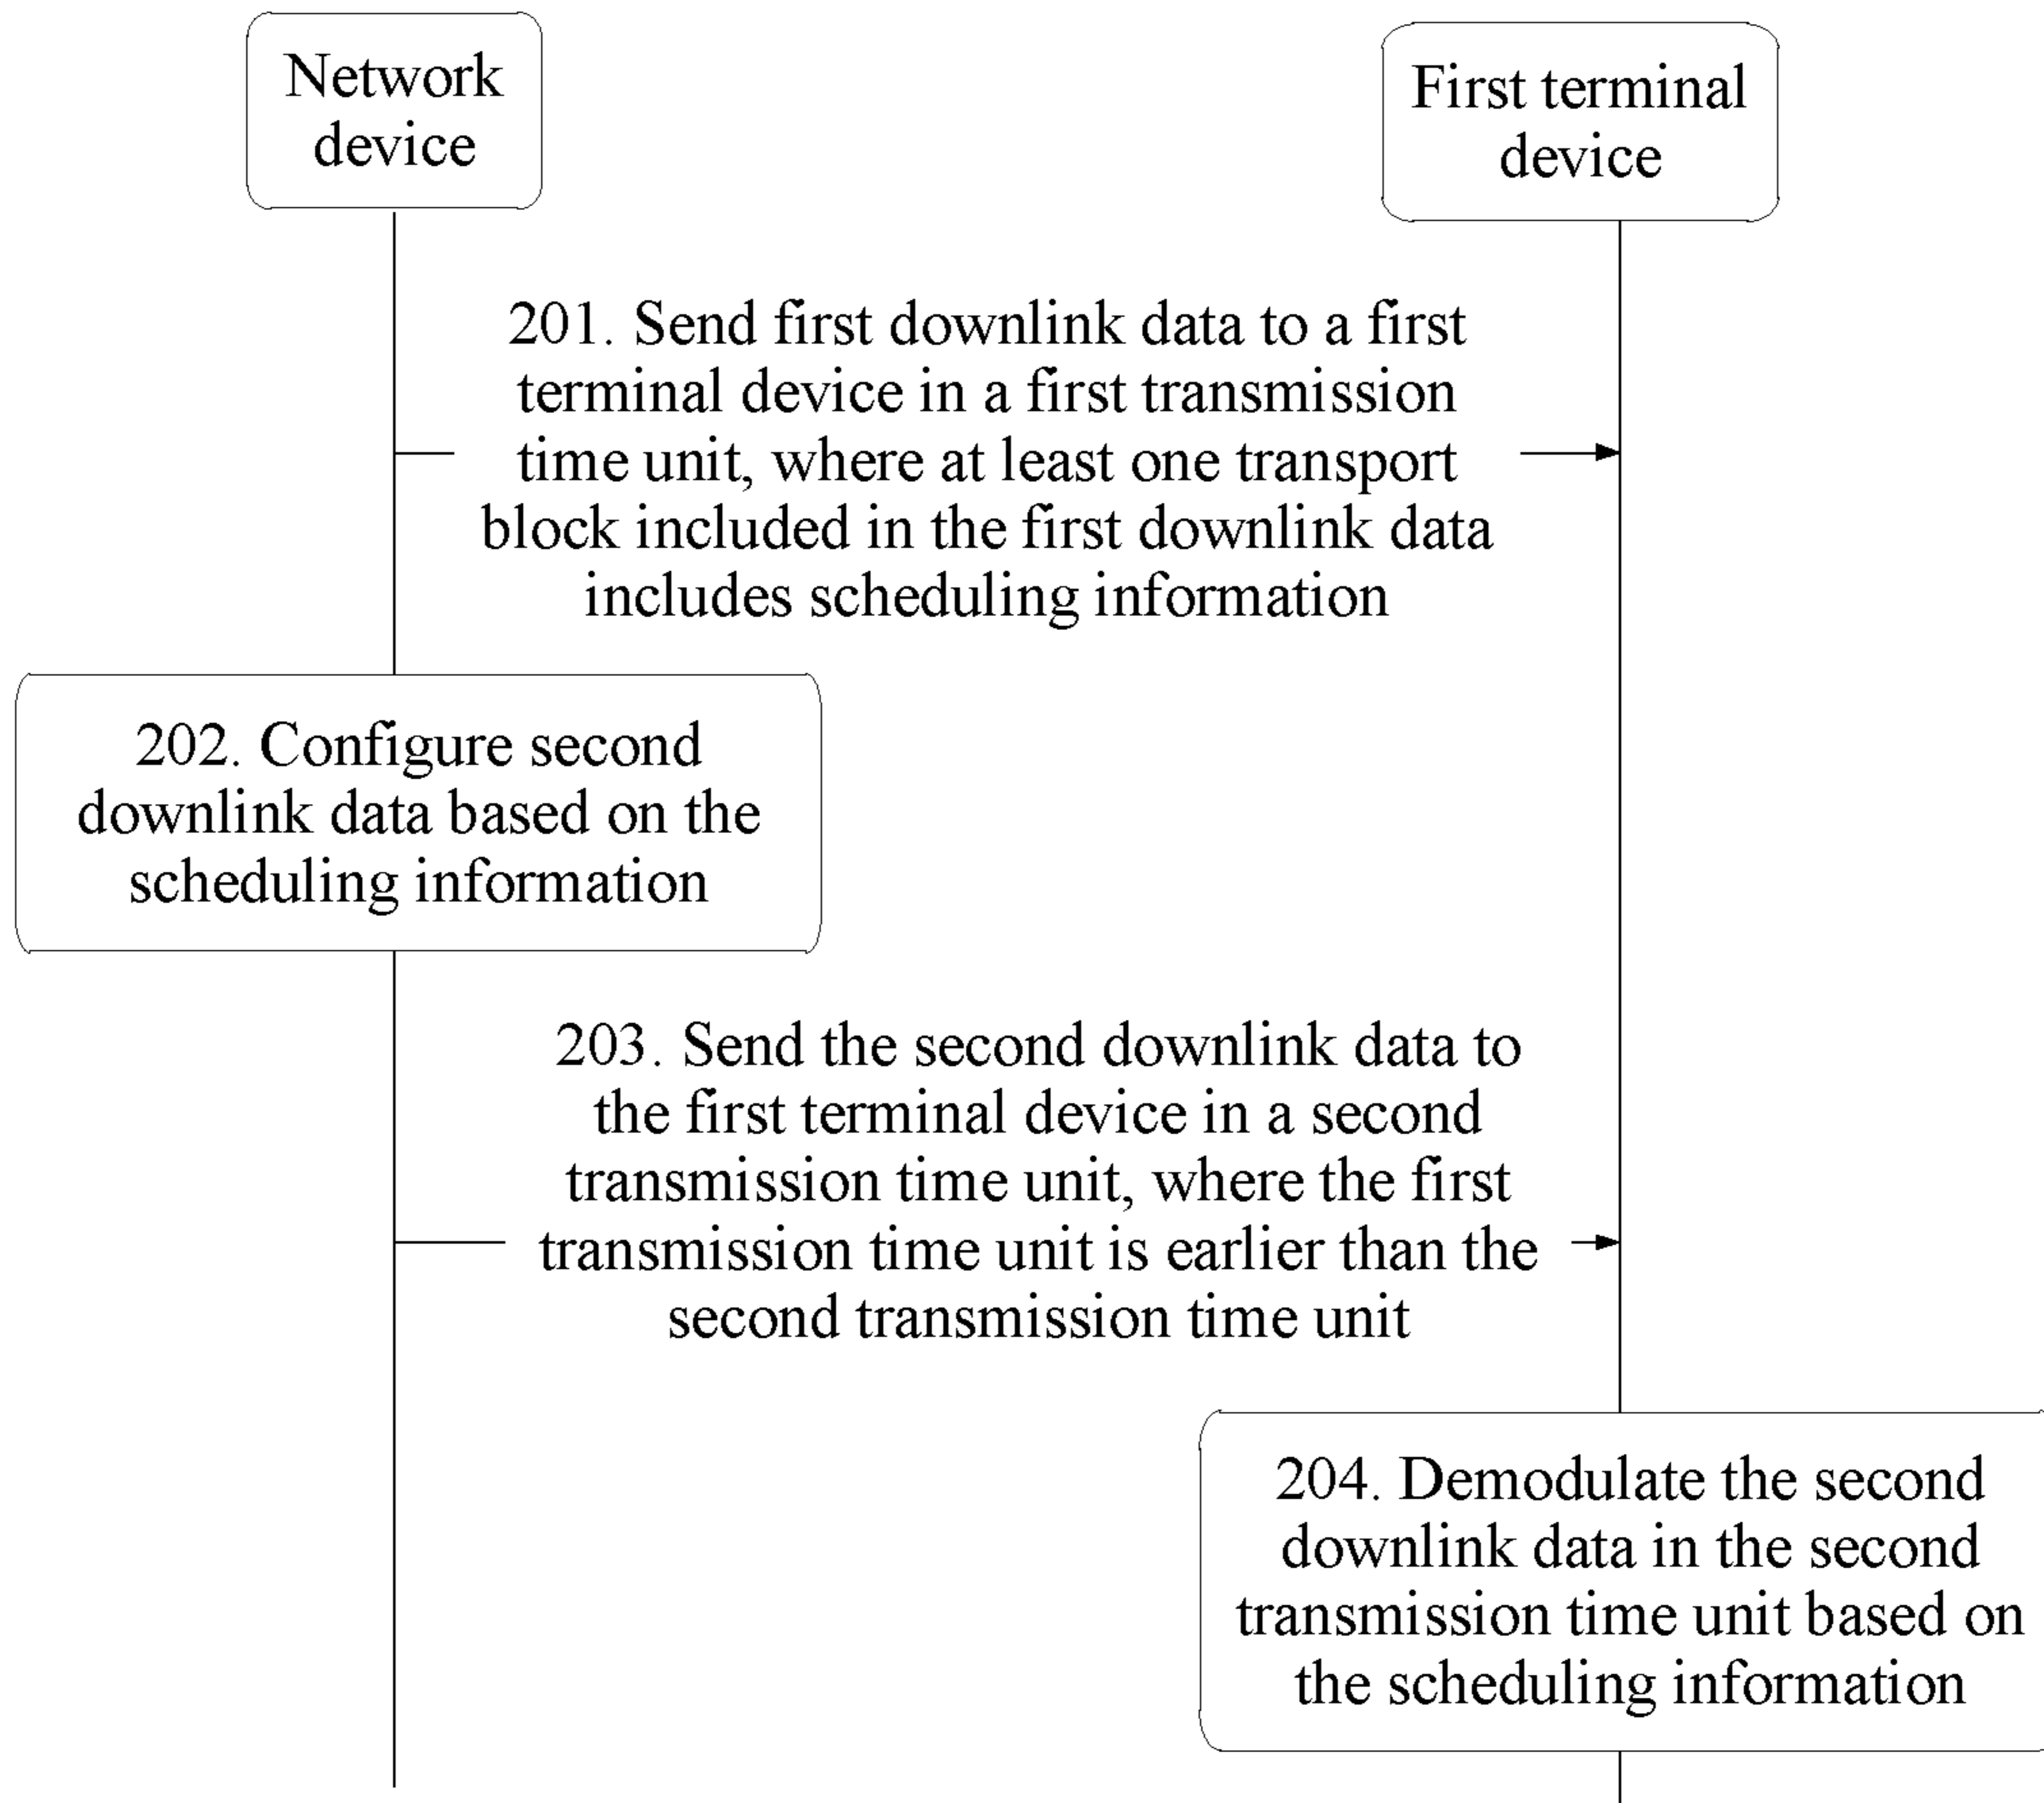 Network
device
First terminal
device
201. Send first downlink data to a first
terminal device in a first transmission
time unit, where at least one transport
block included in the first downlink data
includes scheduling information
202. Configure second
downlink data based on the
scheduling information
203. Send the second downlink data to
the first terminal device in a second
transmission time unit, where the first
transmission time unit is earlier than the
second transmission time unit
204. Demodulate the second
downlink data in the second
transmission time unit based on
the scheduling information